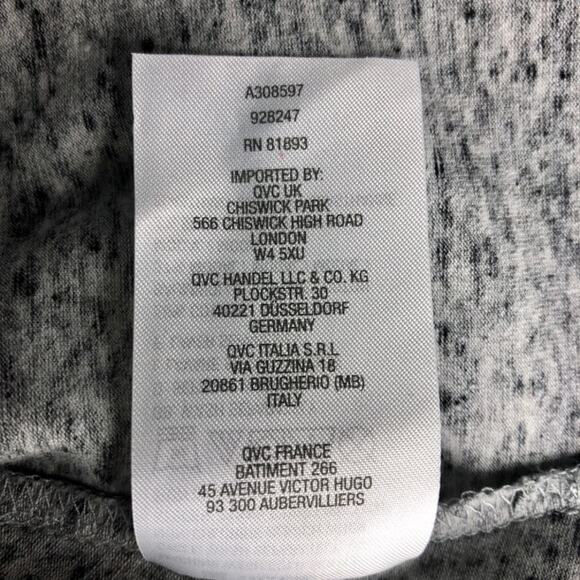 A308597
928247
RN 81893
IMPORTED BY:
QVC UK
CHISWICK PARK
566 CHISWICK HIGH ROAD
LONDON
W4 5XU
QVC HANDEL LLC & CO. KG
PLOCKSTR. 30
40221 DÜSSELDORF
GERMANY
QVC ITALIA S.R.L
VIA GUZZINA 18
20861 BRUGHERIO (MB)
ITALY
QVC FRANCE
BATIMENT 266
45 AVENUE VICTOR HUGO
93 300 AUBERVILLIERS